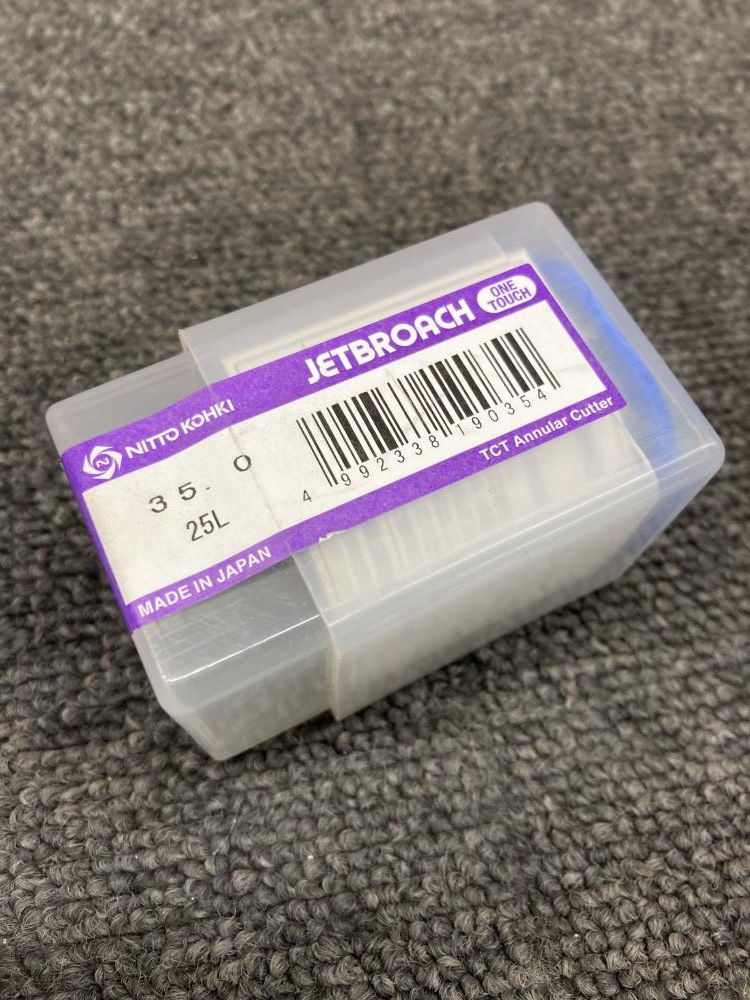 JETBROACH
ONE
TOUCH
NITTO KOHKI
35.0
25L
4 992338 190354
MADE IN JAPAN
TCT Annular Cutter